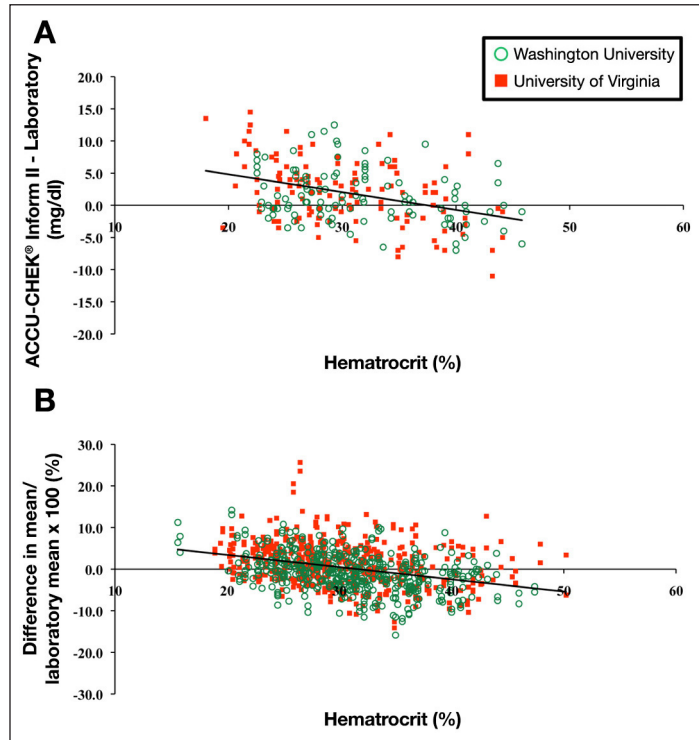 A
Washington University
University of Virginia
ACCU-CHEK® Inform II - Laboratory
(mg/dl)
20.0
15.0
10.0
5.0
0.0
-5.0
-10.0
-15.0
-20.0
10
20
30
40
50
60
Hematrocrit (%)
B
Difference in mean/
laboratory mean x 100 (%)
30.0
20.0
10.0
0.0
-10.0
-20.0
-30.0
10
20
30
40
50
60
Hematrocrit (%)